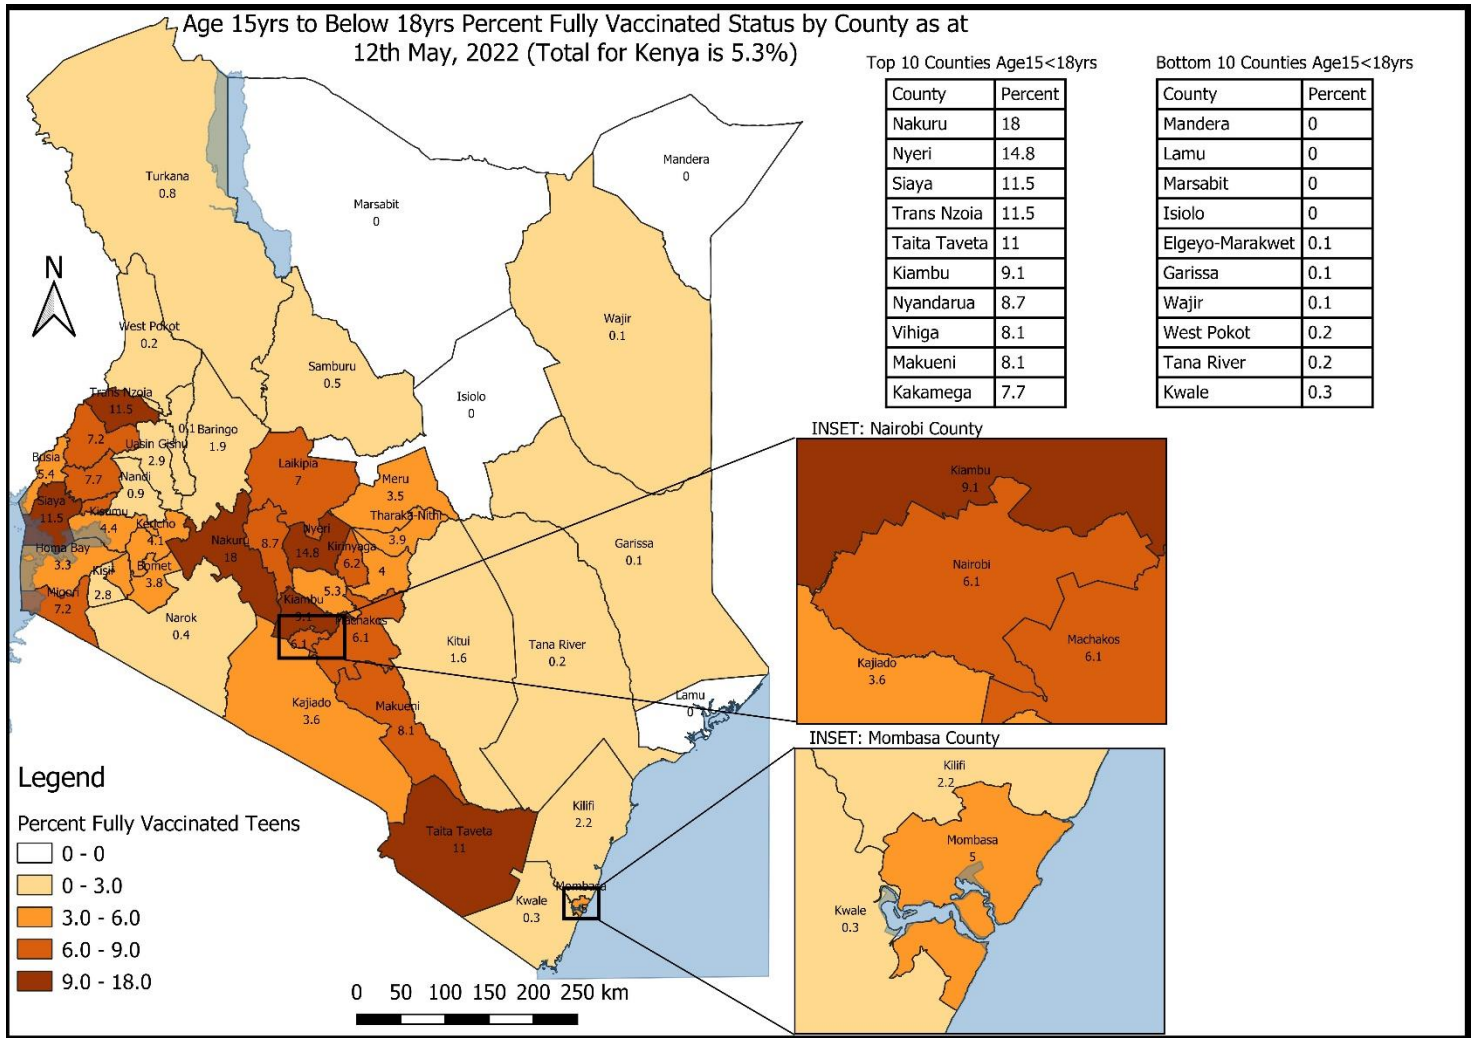 Age 15yrs to Below 18yrs Percent Fully Vaccinated Status by County as at
12th May, 2022 (Total for Kenya is 5.3%)
Top 10 Counties Age15<18yrs
County Percent
Nakuru 18
Nyeri 14.8
Siaya 11.5
Trans Nzoia 11.5
Taita Taveta 11
Kiambu 9.1
Nyandarua 8.7
Vihiga 8.1
Makueni 8.1
Kakamega 7.7
Bottom 10 Counties Age15<18yrs
County Percent
Mandera 0
Lamu 0
Marsabit 0
Isiolo 0
Elgeyo-Marakwet 0.1
Garissa 0.1
Wajir 0.1
West Pokot 0.2
Tana River 0.2
Kwale 0.3
N
Turkana
0.8
Marsabit
0
Mandera
0
Wajir
0.1
West Pokot
0.2
Samburu
0.5
Isiolo
0
Trans Nzoia
11.5
7.2
0.1
Baringo
1.9
Uasin Gishu
2.9
Busia
5.4
7.7
Nandi
0.9
Laikipia
7
Meru
3.5
Siaya
11.5
Kisumu
4.4
Kericho
4.1
Tharaka-Nithi
3.9
Nyeri
14.8
Nakuru
18
8.7
Kirinyaga
6.2
4
Homa Bay
3.3
Kisii
2.8
1
Bomet
3.8
Migori
7.2
Narok
0.4
5.3
Kiambu
9.1
6.1
Machakos
6.1
Garissa
0.1
Kitui
1.6
Tana River
0.2
Lamu
0
Kajiado
3.6
Makueni
8.1
Taita Taveta
11
Kilifi
2.2
Kwale
0.3
Mombasa
5
INSET: Nairobi County
Kiambu
9.1
Nairobi
6.1
Machakos
6.1
Kajiado
3.6
INSET: Mombasa County
Kilifi
2.2
Mombasa
5
Kwale
0.3
Legend
Percent Fully Vaccinated Teens
0 - 0
0 - 3.0
3.0 - 6.0
6.0 - 9.0
9.0 - 18.0
0 50 100 150 200 250 km